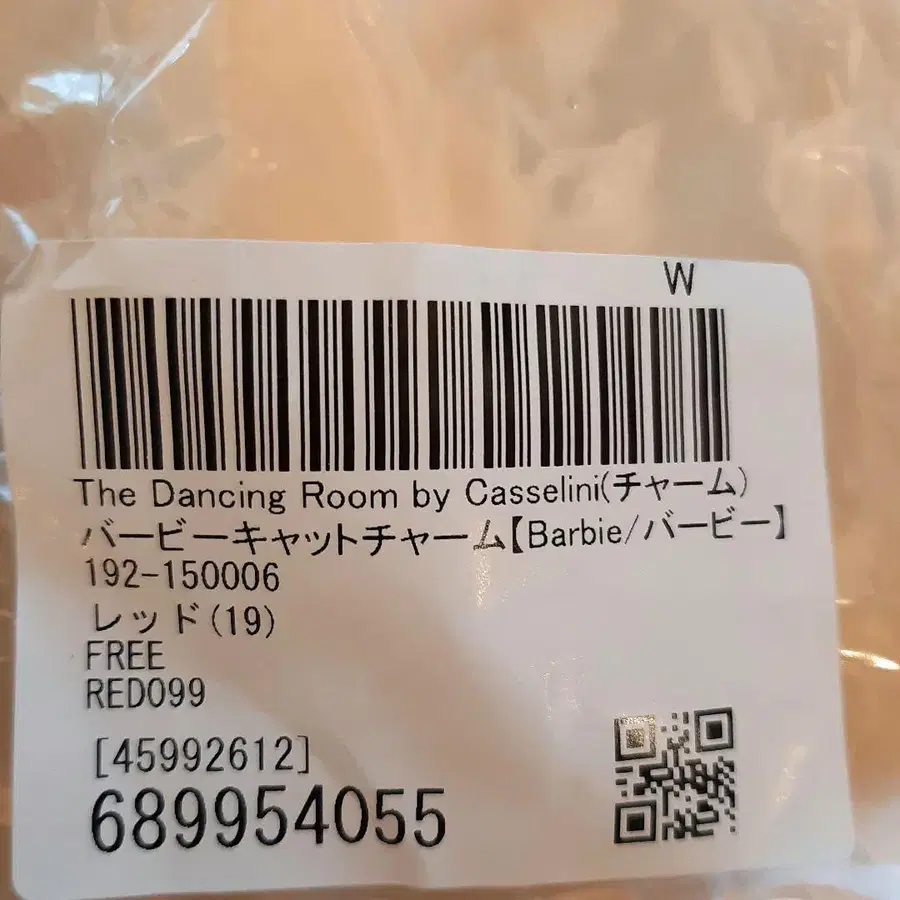 W
The Dancing Room by Casselini(チャーム)
バービーキャットチャーム【Barbie/バービー】
192-150006
レッド(19)
FREE
RED099
[45992612]
689954055